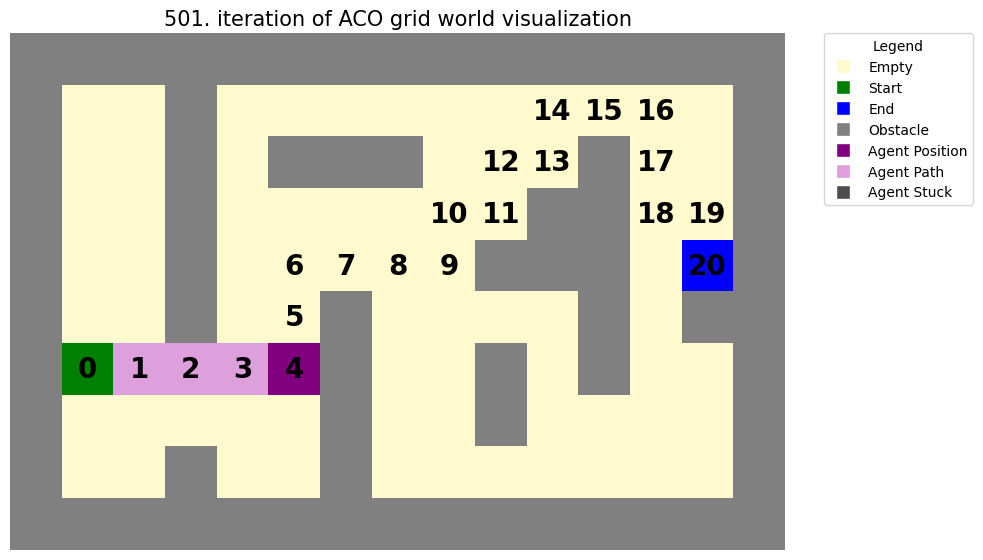 501. iteration of ACO grid world visualization
14 15 16
12 13 17
10 11 18 19
6 7 8 9 20
5
0 1 2 3 4
Legend
Empty
Start
End
Obstacle
Agent Position
Agent Path
Agent Stuck